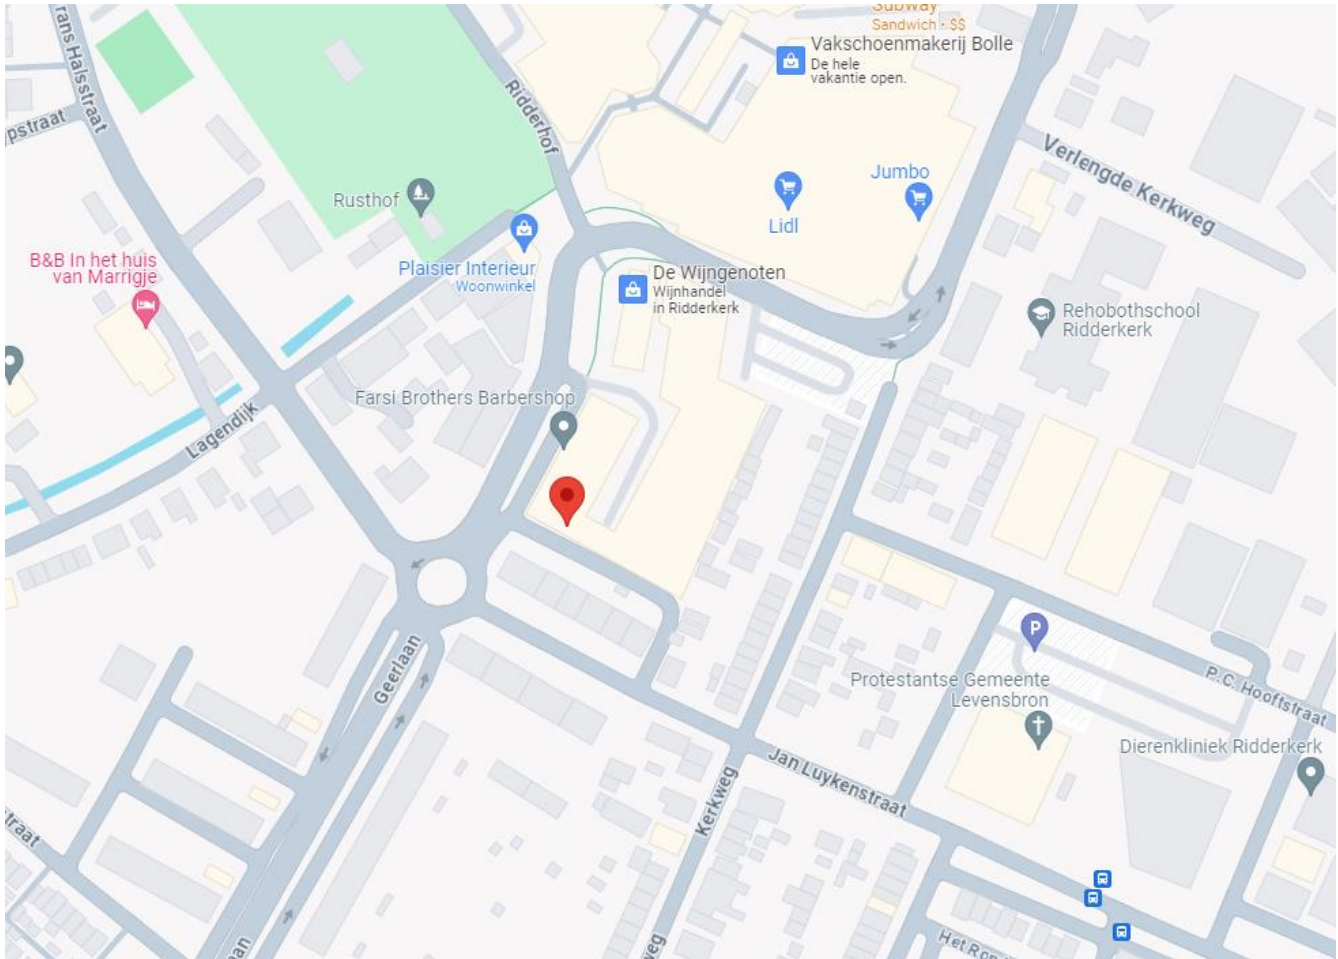 Subway
Sandwich · $$
Vakschoenmakerij Bolle
De hele
vakantie open.
rans Halsstraat
pstraat
Ridderhof
Verlengde Kerkweg
Jumbo
Lidl
Rusthof
B&B In het huis
van Marrigje
Plaisier Interieur
Woonwinkel
De Wijngenoten
Wijnhandel
in Ridderkerk
Rehobothschool
Ridderkerk
Farsi Brothers Barbershop
Lagendijk
P
Geerlaan
Protestantse Gemeente
Levensbron
P.C. Hooftstraat
Dierenkliniek Ridderkerk
Jan Luykenstraat
Kerkweg
traat
laan
weg